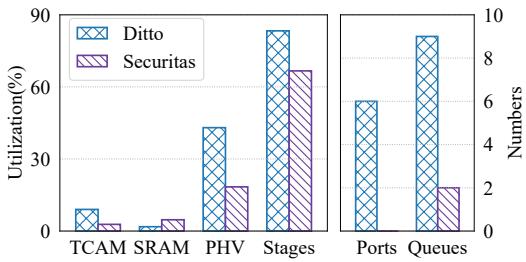 90
60
30
0
Utilization(%)
Ditto
Securitas
TCAM SRAM PHV Stages
10
8
6
4
2
0
Numbers
Ports Queues